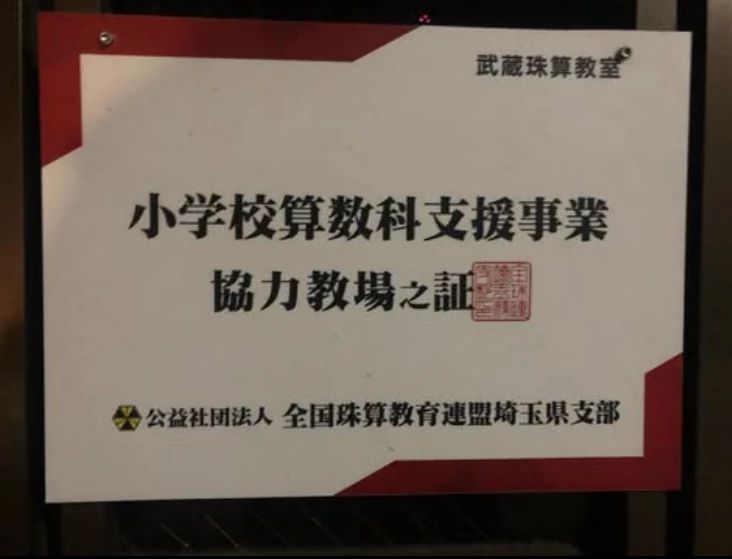 武蔵珠算教室
小学校算数科支援事業
協力教場之証
公益社団法人 全国珠算教育連盟埼玉県支部